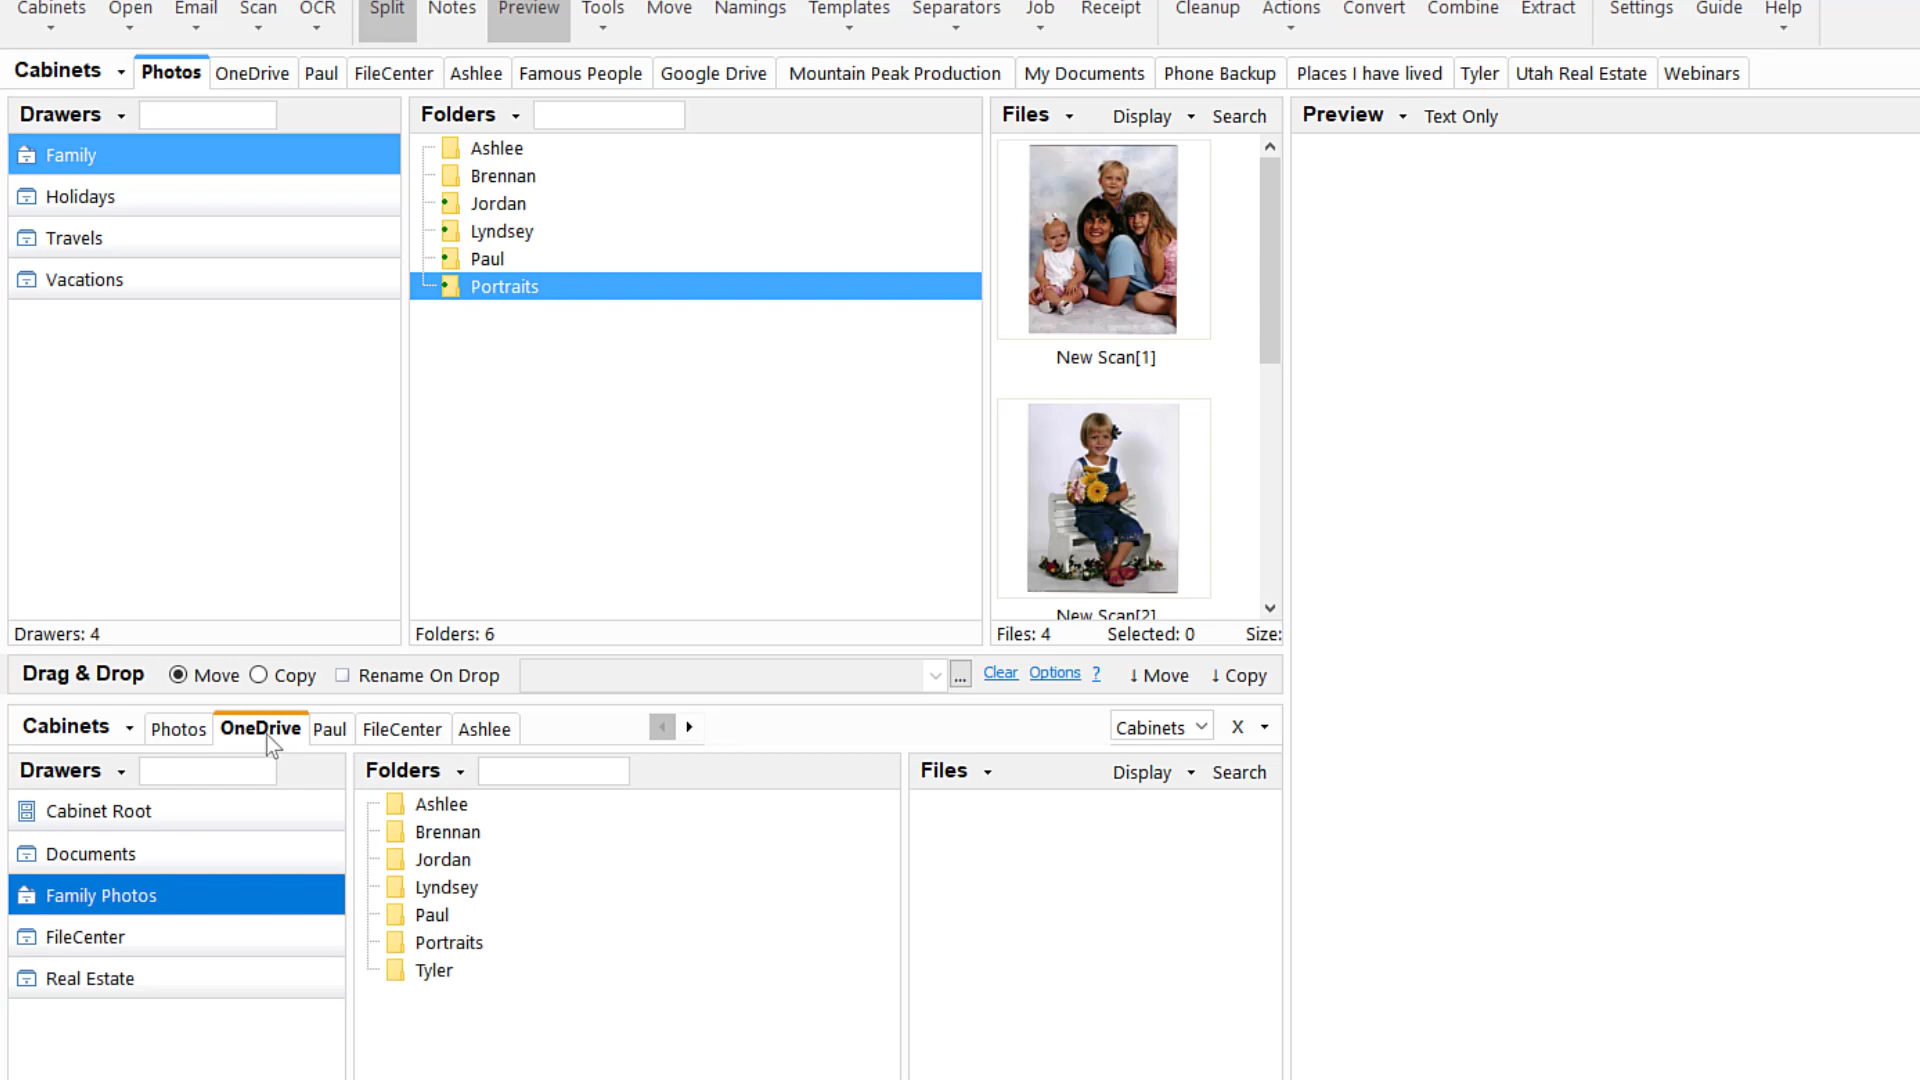 Cabinets Open Email Scan OCR Split Notes Preview Tools Move Namings Templates Separators Job Receipt Cleanup Actions Convert Combine Extract Settings Guide Help
Cabinets Photos OneDrive Paul FileCenter Ashlee Famous People Google Drive Mountain Peak Production My Documents Phone Backup Places I have lived Tyler Utah Real Estate Webinars
Drawers Folders Files Display Search Preview Text Only
Family
Holidays
Travels
Vacations
Ashlee
Brennan
Jordan
Lyndsey
Paul
Portraits
New Scan[1]
New Scan[2]
Drawers: 4 Folders: 6 Files: 4 Selected: 0 Size:
Drag & Drop Move Copy Rename On Drop ... Clear Options ? ↓ Move ↓ Copy
Cabinets Photos OneDrive Paul FileCenter Ashlee Cabinets X
Drawers Folders Files Display Search
Cabinet Root
Documents
Family Photos
FileCenter
Real Estate
Ashlee
Brennan
Jordan
Lyndsey
Paul
Portraits
Tyler